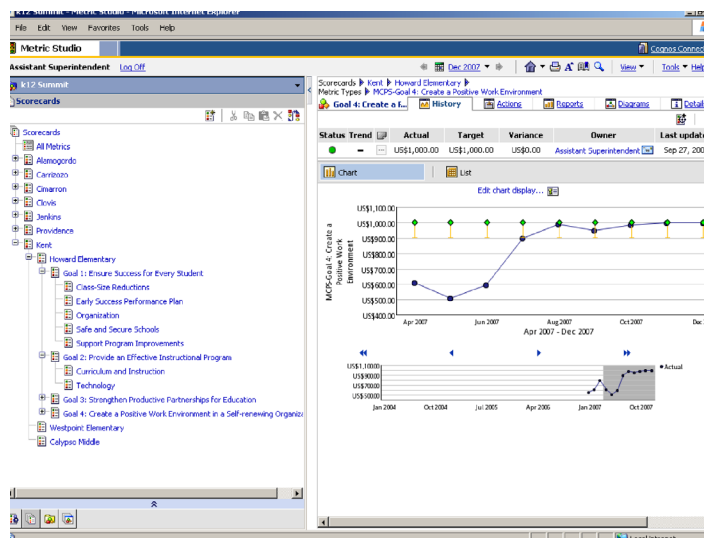 k12 Summit - Metric Studio - Microsoft Internet Explorer
File Edit View Favorites Tools Help
Metric Studio
Cognos Connec
Assistant Superintendent Log Off
Dec 2007
View Tools Help
k12 Summit
Scorecards
Scorecards
All Metrics
Alamogordo
Carrizozo
Cimarron
Clovis
Jenkins
Providence
Kent
Howard Elementary
Goal 1: Ensure Success for Every Student
Class-Size Reductions
Early Success Performance Plan
Organization
Safe and Secure Schools
Support Program Improvements
Goal 2: Provide an Effective Instructional Program
Curriculum and Instruction
Technology
Goal 3: Strengthen Productive Partnerships for Education
Goal 4: Create a Positive Work Environment in a Self-renewing Organiza
Westpoint Elementary
Calypso Middle
Scorecards Kent Howard Elementary
Metric Types MCPS-Goal 4: Create a Positive Work Environment
Goal 4: Create a f... History Actions Reports Diagrams Details
Status Trend Actual Target Variance Owner Last update
US$1,000.00 US$1,000.00 US$0.00 Assistant Superintendent Sep 27, 200
Chart List
Edit chart display...
MCPS-Goal 4: Create a
Positive Work
Environment
US$1,100.00
US$1,000.00
US$900.00
US$800.00
US$700.00
US$600.00
US$500.00
US$400.00
Apr 2007 Jun 2007 Aug 2007 Oct 2007 Dec
Apr 2007 - Dec 2007
US$1,100.00
US$900.00
US$700.00
US$500.00
Actual
Jan 2004 Oct 2004 Jul 2005 Apr 2006 Jan 2007 Oct 2007
Local intranet